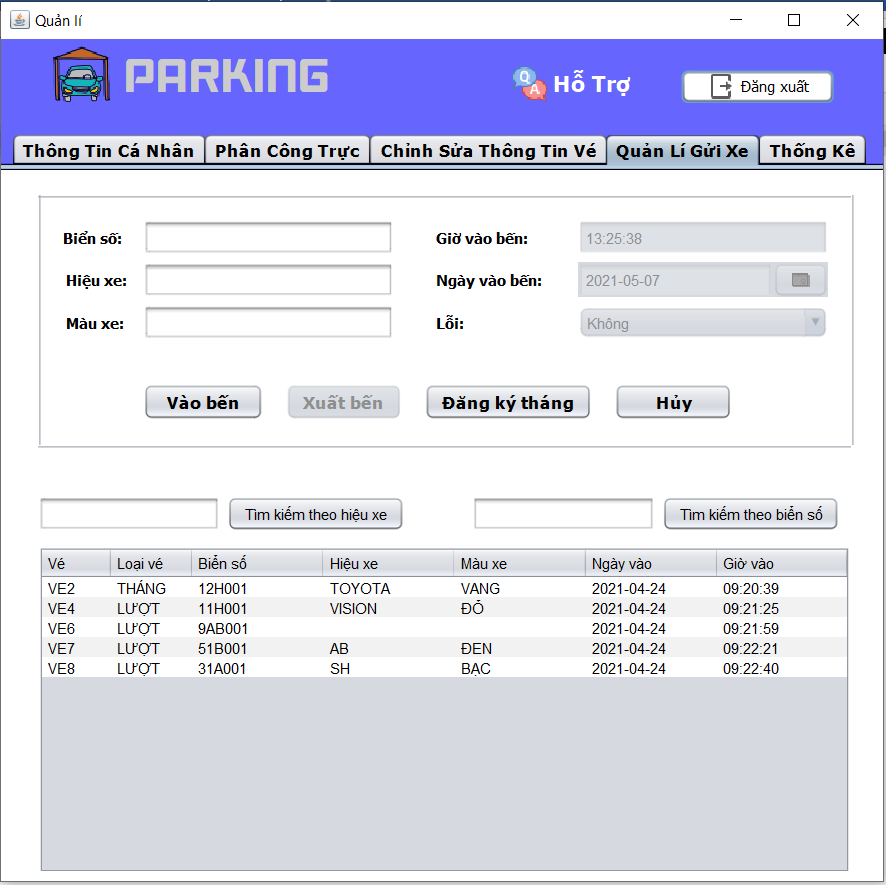 Quản lí
PARKING
Q
A
Hỗ Trợ
Đăng xuất
Thông Tin Cá Nhân Phân Công Trực Chỉnh Sửa Thông Tin Vé Quản Lí Gửi Xe Thống Kê
Biển số: Giờ vào bến: 13:25:38
Hiệu xe: Ngày vào bến: 2021-05-07
Màu xe: Lỗi: Không
Vào bến Xuất bến Đăng ký tháng Hủy
Tìm kiếm theo hiệu xe Tìm kiếm theo biển số
Vé Loại vé Biển số Hiệu xe Màu xe Ngày vào Giờ vào
VE2 THÁNG 12H001 TOYOTA VANG 2021-04-24 09:20:39
VE4 LƯỢT 11H001 VISION ĐỎ 2021-04-24 09:21:25
VE6 LƯỢT 9AB001 2021-04-24 09:21:59
VE7 LƯỢT 51B001 AB ĐEN 2021-04-24 09:22:21
VE8 LƯỢT 31A001 SH BẠC 2021-04-24 09:22:40